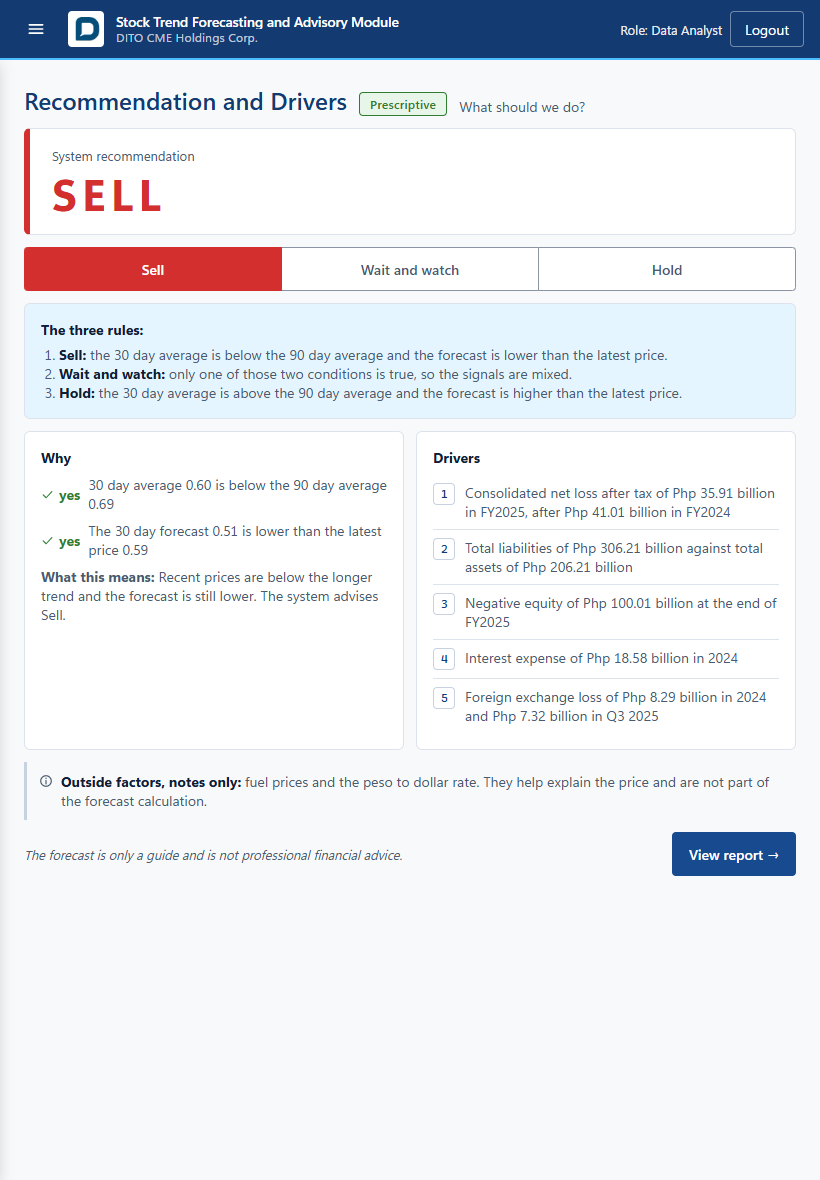 Stock Trend Forecasting and Advisory Module
DITO CME Holdings Corp.
Role: Data Analyst
Logout
Recommendation and Drivers
Prescriptive
What should we do?
System recommendation
SELL
Sell
Wait and watch
Hold
The three rules:
1. Sell: the 30 day average is below the 90 day average and the forecast is lower than the latest price.
2. Wait and watch: only one of those two conditions is true, so the signals are mixed.
3. Hold: the 30 day average is above the 90 day average and the forecast is higher than the latest price.
Why
✓ yes
30 day average 0.60 is below the 90 day average
0.69
✓ yes
The 30 day forecast 0.51 is lower than the latest
price 0.59
What this means: Recent prices are below the longer
trend and the forecast is still lower. The system advises
Sell.
Drivers
1
Consolidated net loss after tax of Php 35.91 billion
in FY2025, after Php 41.01 billion in FY2024
2
Total liabilities of Php 306.21 billion against total
assets of Php 206.21 billion
3
Negative equity of Php 100.01 billion at the end of
FY2025
4
Interest expense of Php 18.58 billion in 2024
5
Foreign exchange loss of Php 8.29 billion in 2024
and Php 7.32 billion in Q3 2025
Outside factors, notes only: fuel prices and the peso to dollar rate. They help explain the price and are not part of
the forecast calculation.
The forecast is only a guide and is not professional financial advice.
View report →